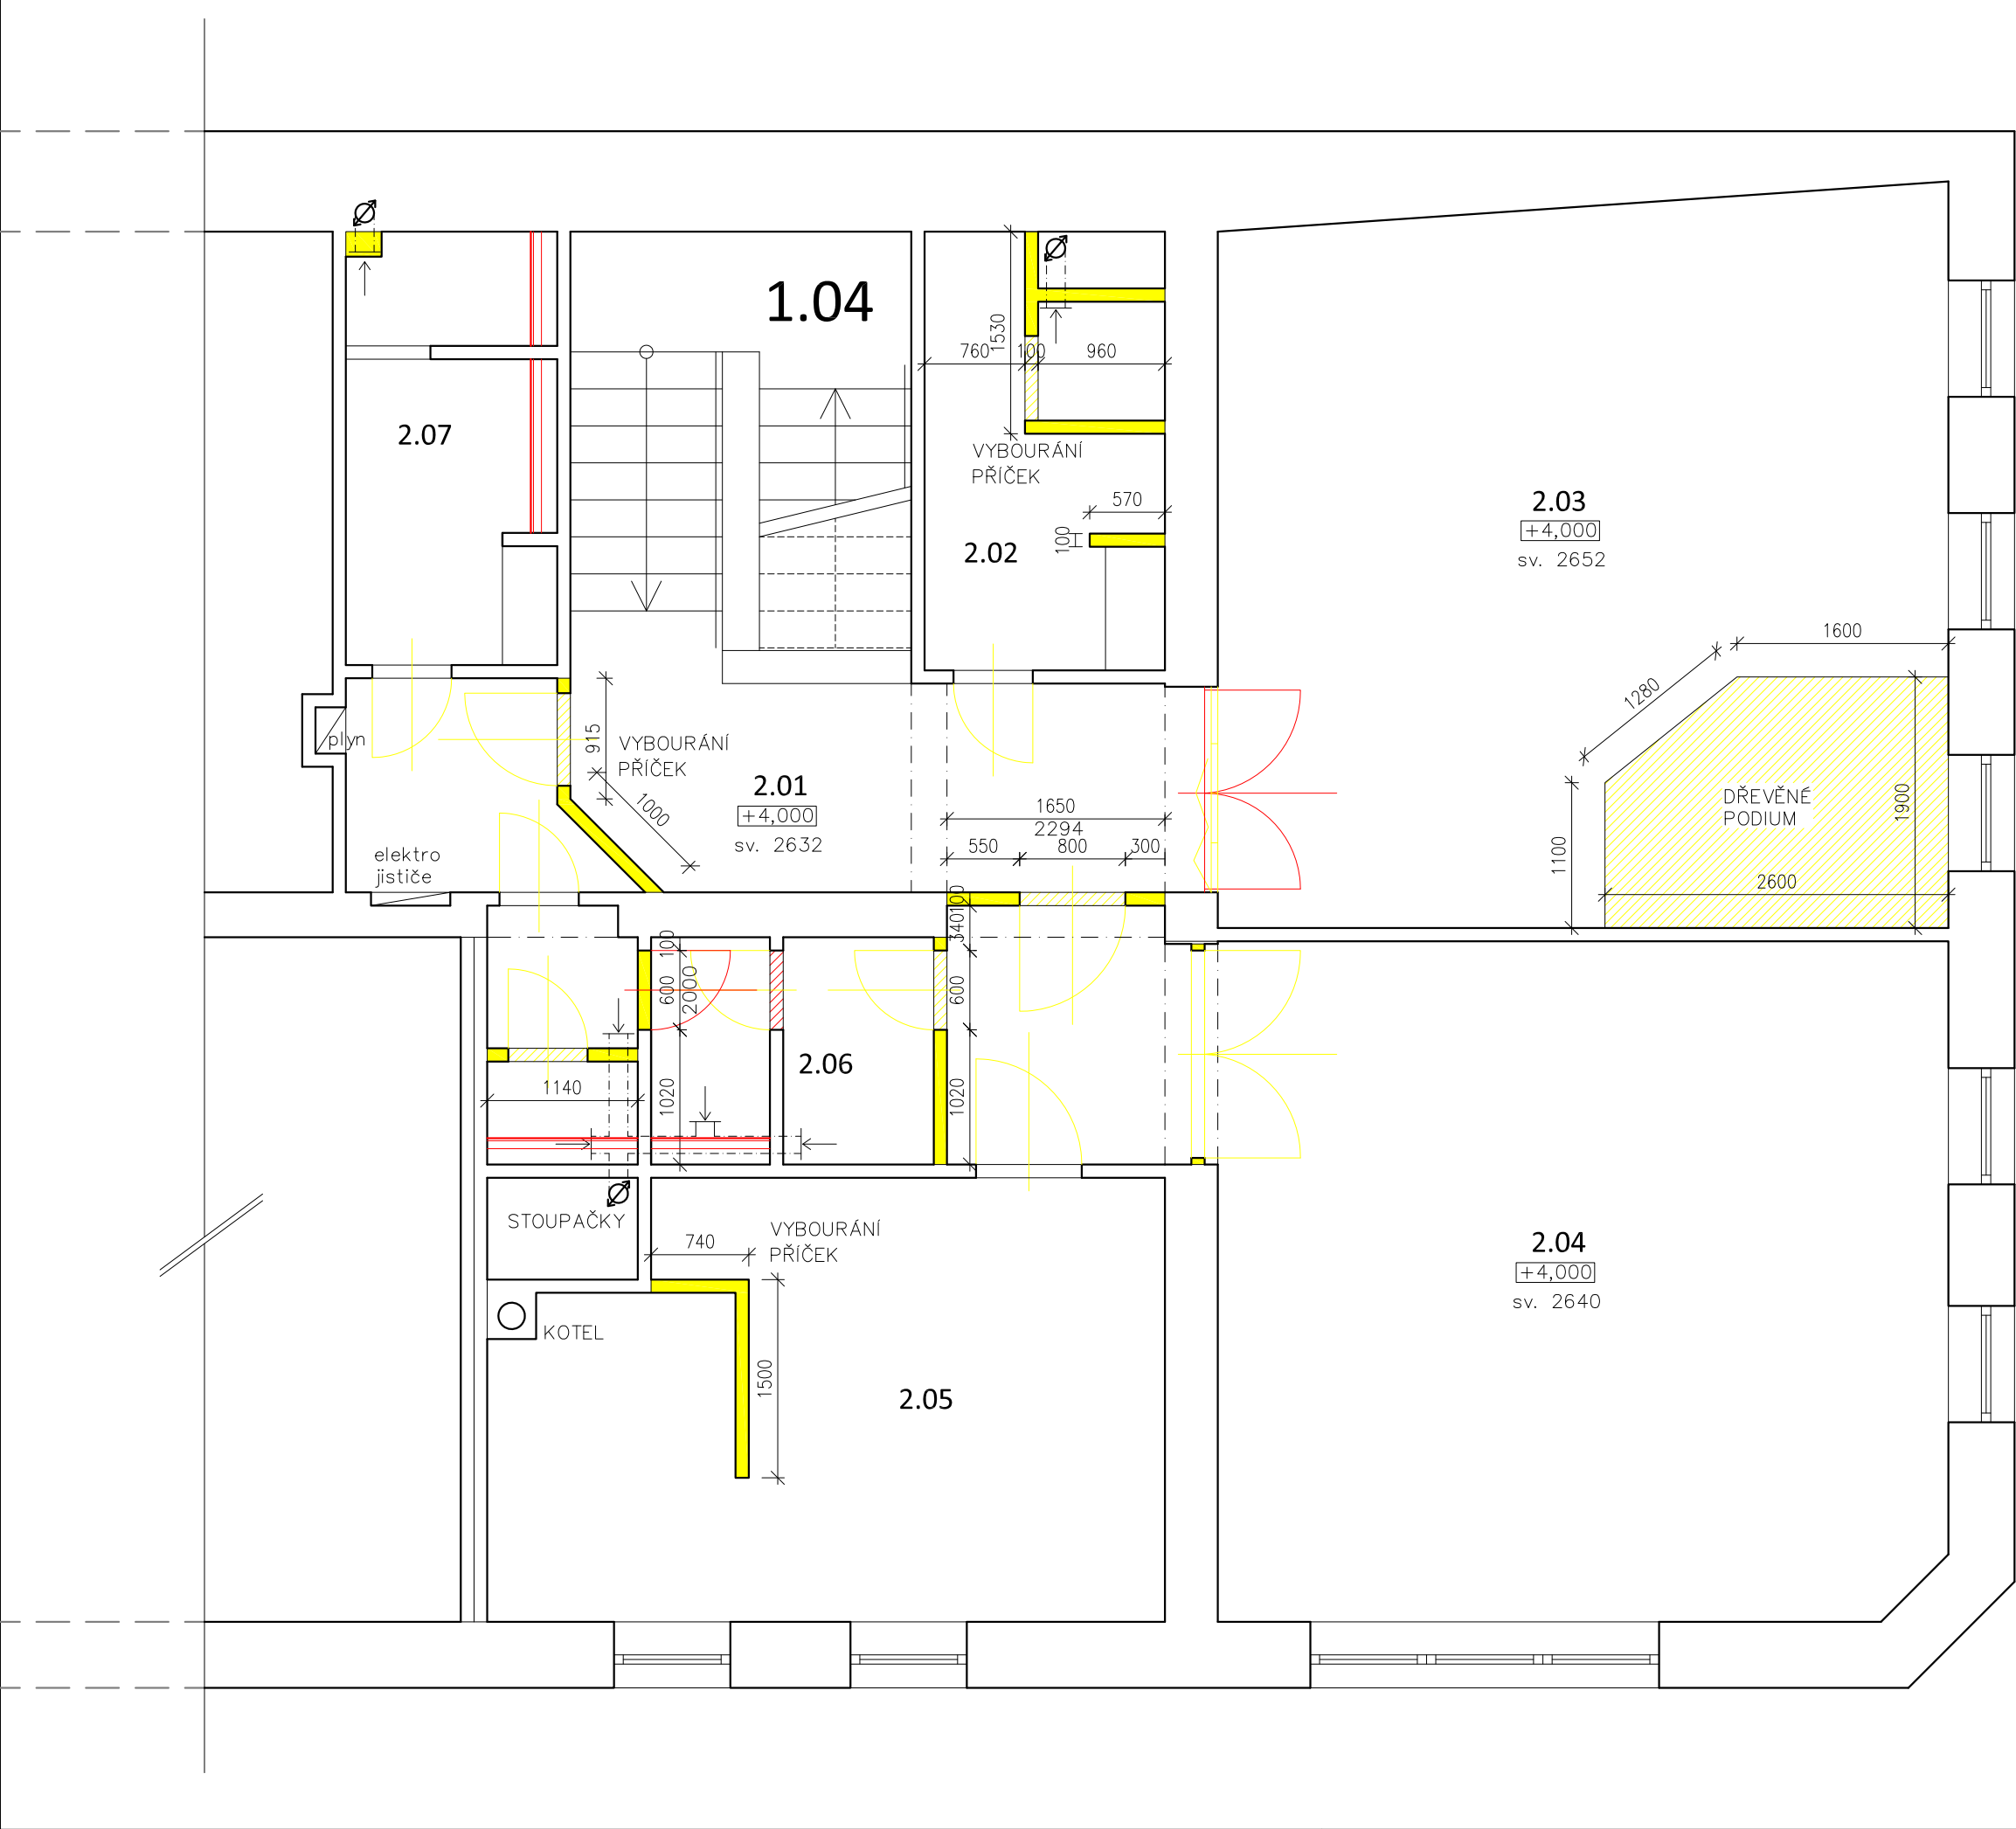 1.04
1530
760
100
960
2.07
VYBOURÁNÍ
PŘÍČEK
570
100
2.02
2.03
+4,000
sv. 2652
1600
1280
plyn
915
VYBOURÁNÍ
PŘÍČEK
1000
2.01
+4,000
sv. 2632
1650
2294
550
800
300
DŘEVĚNÉ
PODIUM
1900
1100
2600
elektro
jističe
100
340
100
600
2000
600
2.06
1140
1020
1020
STOUPAČKY
740
VYBOURÁNÍ
PŘÍČEK
2.04
+4,000
sv. 2640
KOTEL
1500
2.05